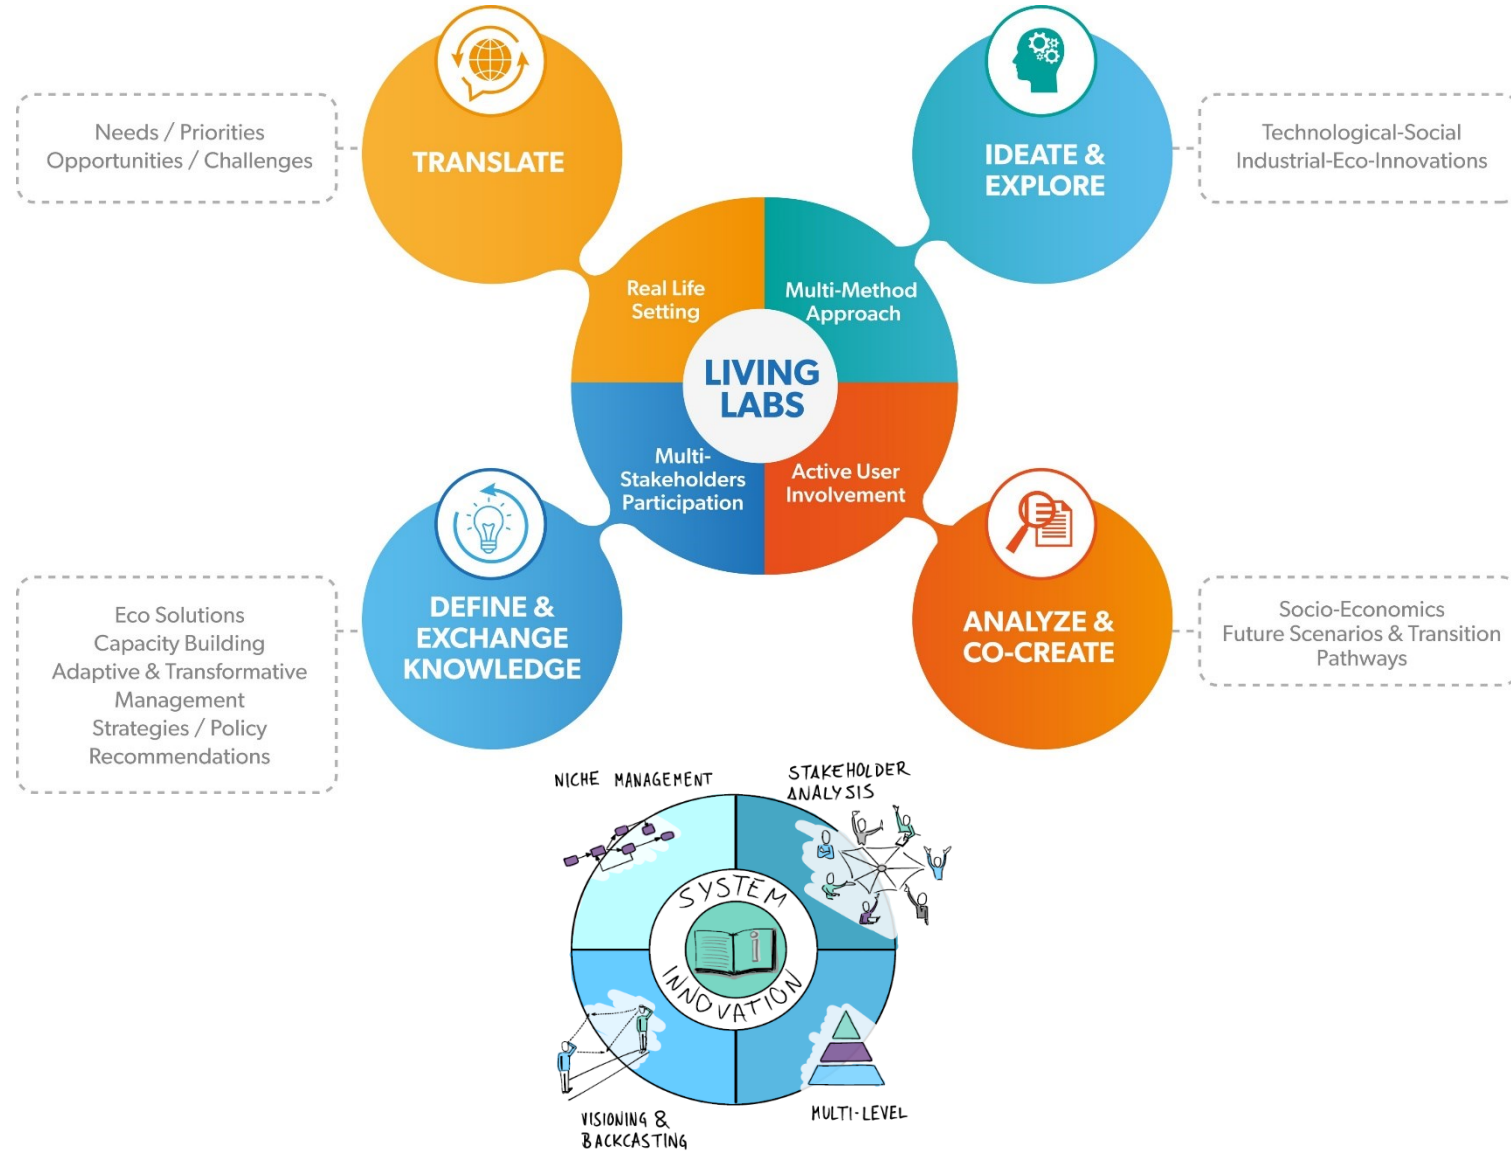 TRANSLATE
Needs / Priorities
Opportunities / Challenges
IDEATE &
EXPLORE
Technological-Social
Industrial-Eco-Innovations
Real Life
Setting
Multi-Method
Approach
LIVING
LABS
Multi-
Stakeholders
Participation
Active User
Involvement
DEFINE &
EXCHANGE
KNOWLEDGE
Eco Solutions
Capacity Building
Adaptive & Transformative
Management
Strategies / Policy
Recommendations
ANALYZE &
CO-CREATE
Socio-Economics
Future Scenarios & Transition
Pathways
NICHE MANAGEMENT
STAKEHOLDER
ANALYSIS
SYSTEM
i
INNOVATION
VISIONING &
BACKCASTING
MULTI-LEVEL